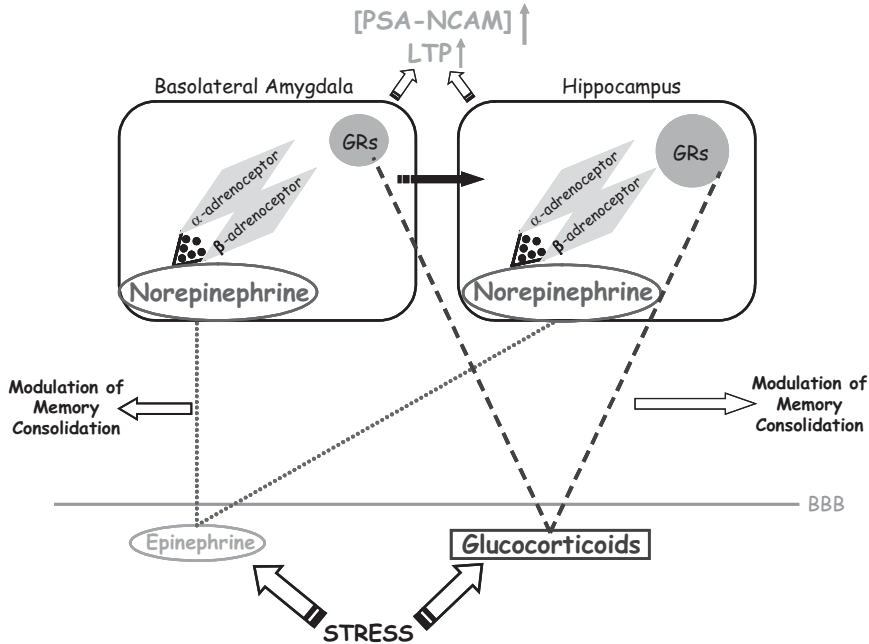 [PSA-NCAM]
LTP
Basolateral Amygdala
Hippocampus
GRs
α-adrenoceptor
β-adrenoceptor
Norepinephrine
GRs
α-adrenoceptor
β-adrenoceptor
Norepinephrine
Modulation of
Memory
Consolidation
Modulation of
Memory
Consolidation
BBB
Epinephrine
Glucocorticoids
STRESS